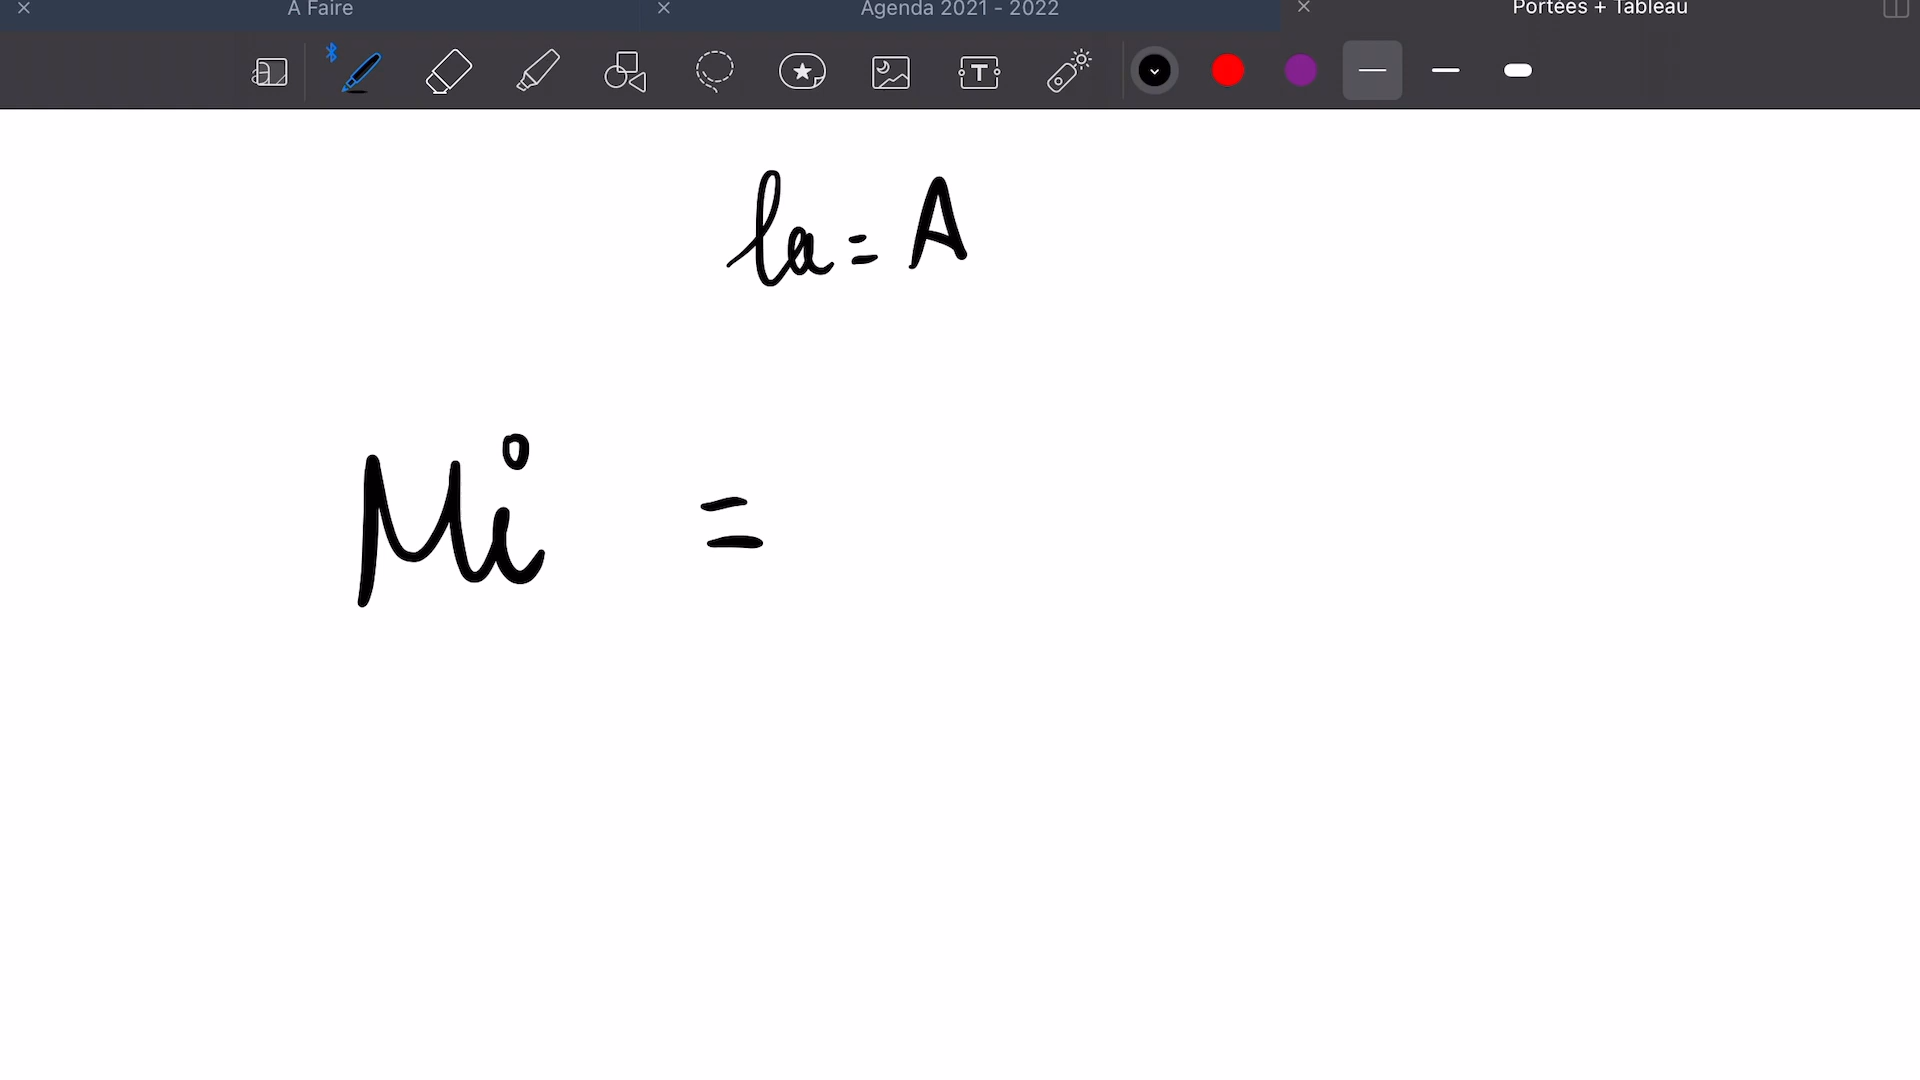 A Faire
Agenda 2021 - 2022
Portées + Tableau
T
la = A
Mi =